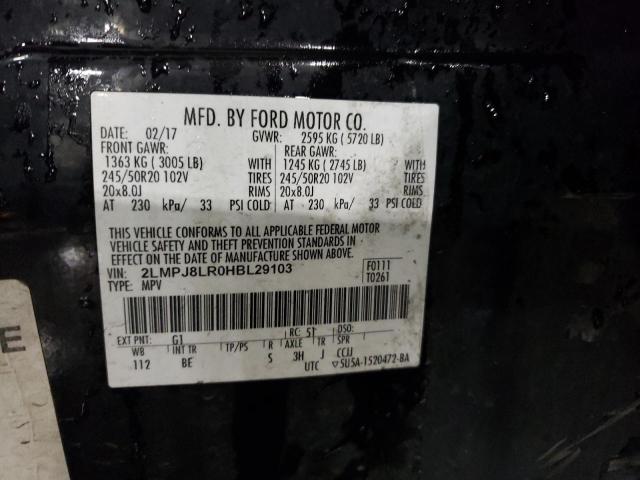 MFD. BY FORD MOTOR CO.
DATE: 02/17 GVWR: 2595 KG ( 5720 LB)
FRONT GAWR: REAR GAWR:
1363 KG ( 3005 LB) WITH 1245 KG ( 2745 LB) WITH
245/50R20 102V TIRES 245/50R20 102V TIRES
20x8.0J RIMS 20x8.0J RIMS
AT 230 kPa/ 33 PSI COLD AT 230 kPa/ 33 PSI COLD
THIS VEHICLE CONFORMS TO ALL APPLICABLE FEDERAL MOTOR
VEHICLE SAFETY AND THEFT PREVENTION STANDARDS IN
EFFECT ON THE DATE OF MANUFACTURE SHOWN ABOVE.
VIN: 2LMPJ8LR0HBL29103 F0111
TYPE: MPV T0261
EXT PNT: G1 RC: 51 DSO:
WB INT TR TP/PS R AXLE TR SPR
112 BE S 3H J CCIJ
UTC ▽5U5A-1520472-BA
E